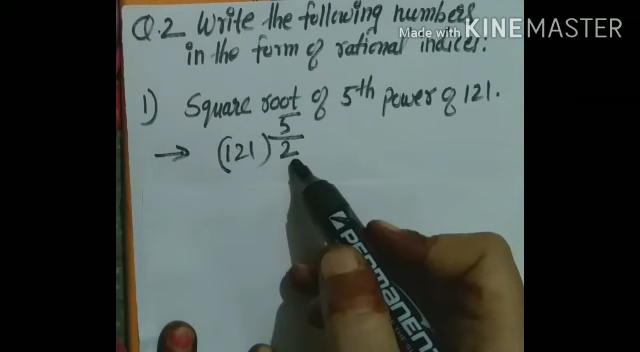 Q.2 Write the following numbers
Made with KINEMASTER
in the form of rational indices.
1) Square root of 5th power of 121.
→ (121) 5/2
PERMANENT